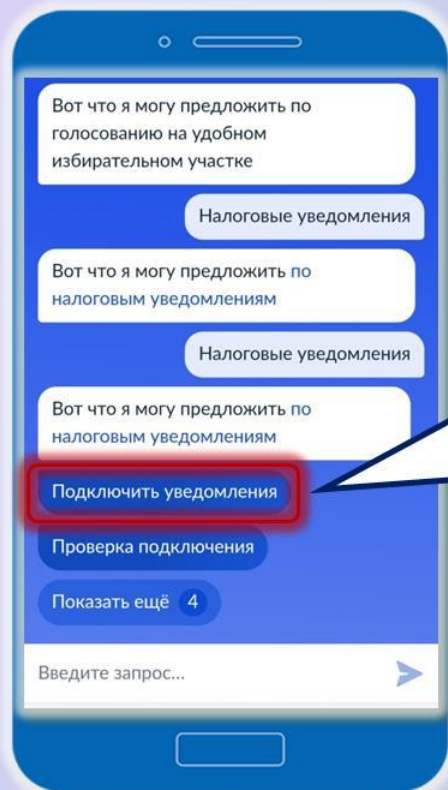 Вот что я могу предложить по
голосованию на удобном
избирательном участке
Налоговые уведомления
Вот что я могу предложить по
налоговым уведомлениям
Налоговые уведомления
Вот что я могу предложить по
налоговым уведомлениям
Подключить уведомления
Проверка подключения
Показать ещё 4
Введите запрос...